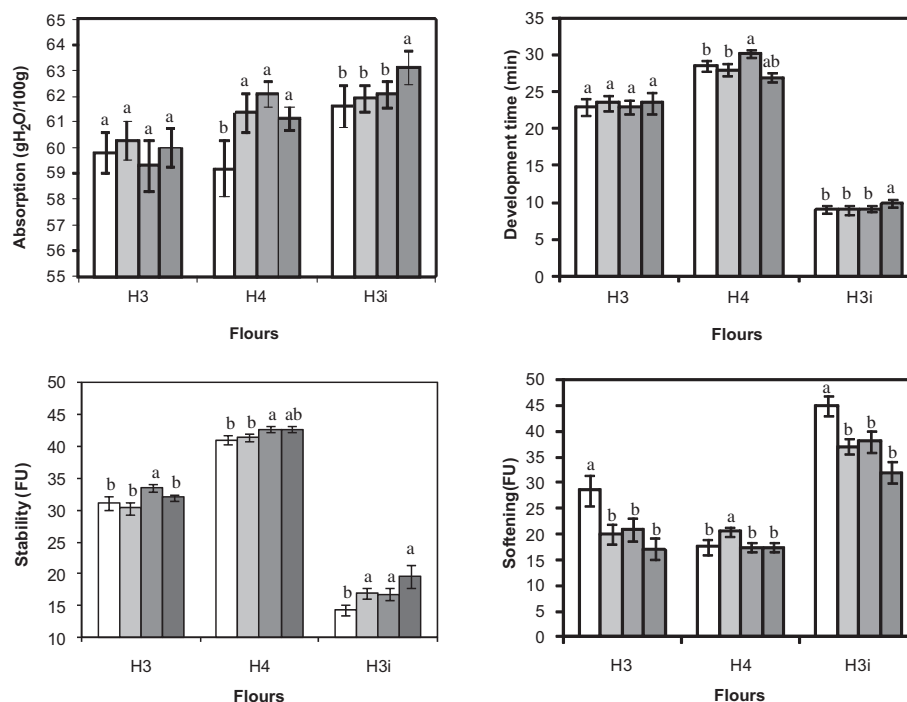 65
64
63
62
61
60
59
58
57
56
55
Absorption (gH₂O/100g)
a a a a
b a a a
b b b a
H3 H4 H3i
Flours
35
30
25
20
15
10
5
0
Development time (min)
a a a a
b b a ab
b b b a
H3 H4 H3i
Flours
50
45
40
35
30
25
20
15
10
Stability (FU)
b b a b
b b a ab
b a a a
H3 H4 H3i
Flours
50
45
40
35
30
25
20
15
10
5
0
Softening(FU)
a b b b
b a b b
a b b b
H3 H4 H3i
Flours